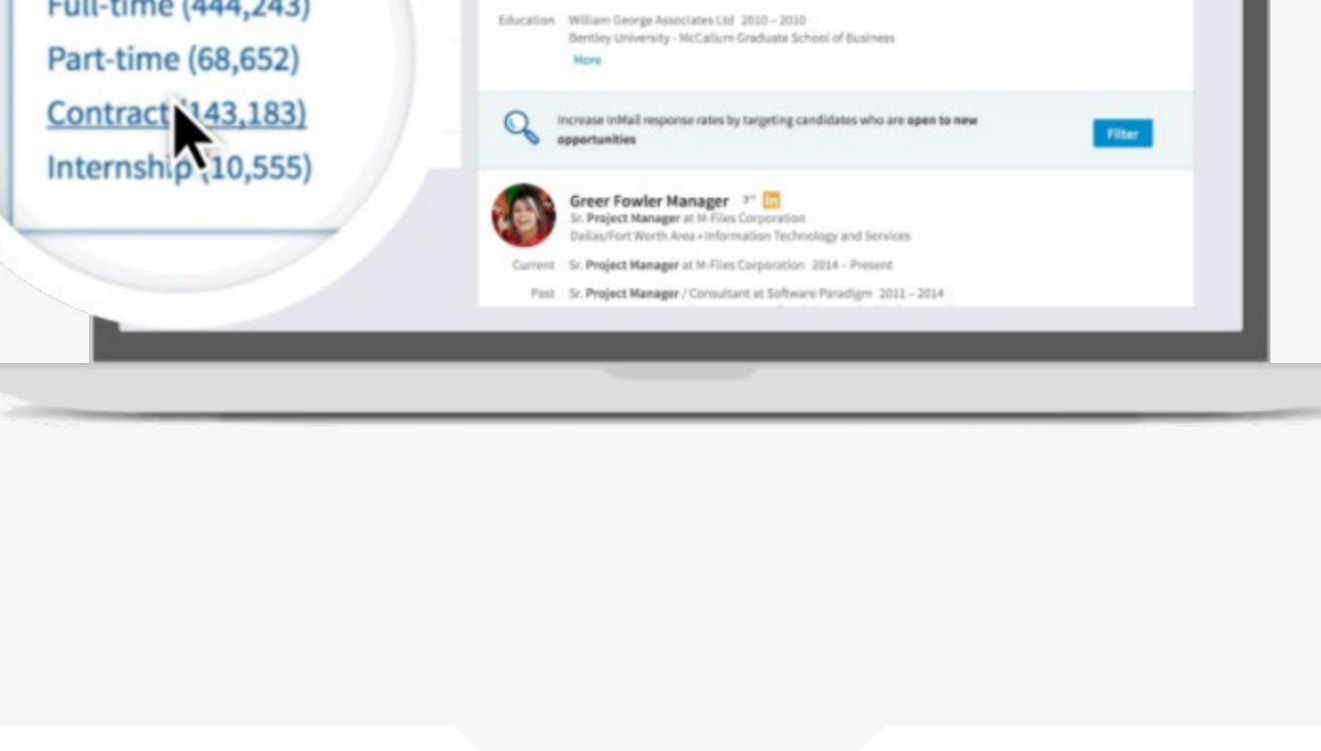 Full-time (444,243)
Part-time (68,652)
Contract (143,183)
Internship (10,555)
Education William George Associates Ltd 2010 – 2010
Bentley University - McCallum Graduate School of Business
More
Increase InMail response rates by targeting candidates who are open to new
opportunities
Filter
Greer Fowler Manager 3rd in
Sr. Project Manager at M-Files Corporation
Dallas/Fort Worth Area • Information Technology and Services
Current Sr. Project Manager at M-Files Corporation 2014 – Present
Past Sr. Project Manager / Consultant at Software Paradigm 2011 – 2014